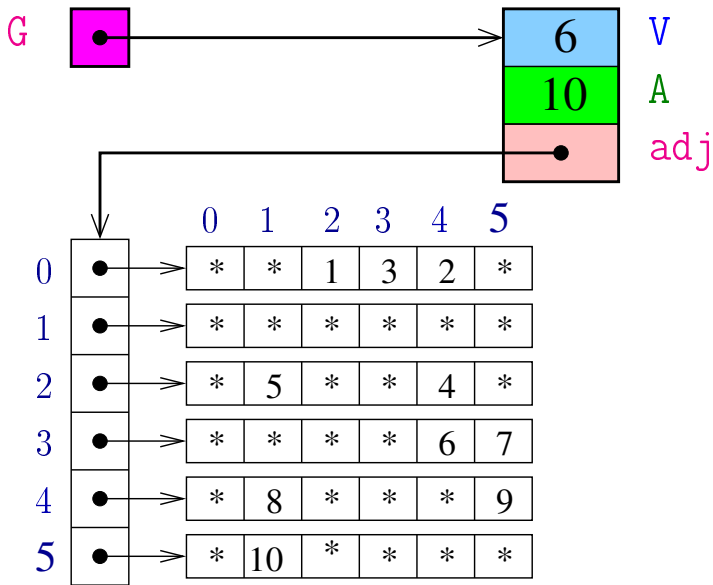 G 6 V
10 A
adj
0 1 2 3 4 5
0 * * 1 3 2 *
1 * * * * * *
2 * 5 * * 4 *
3 * * * * 6 7
4 * 8 * * * 9
5 * 10 * * * *